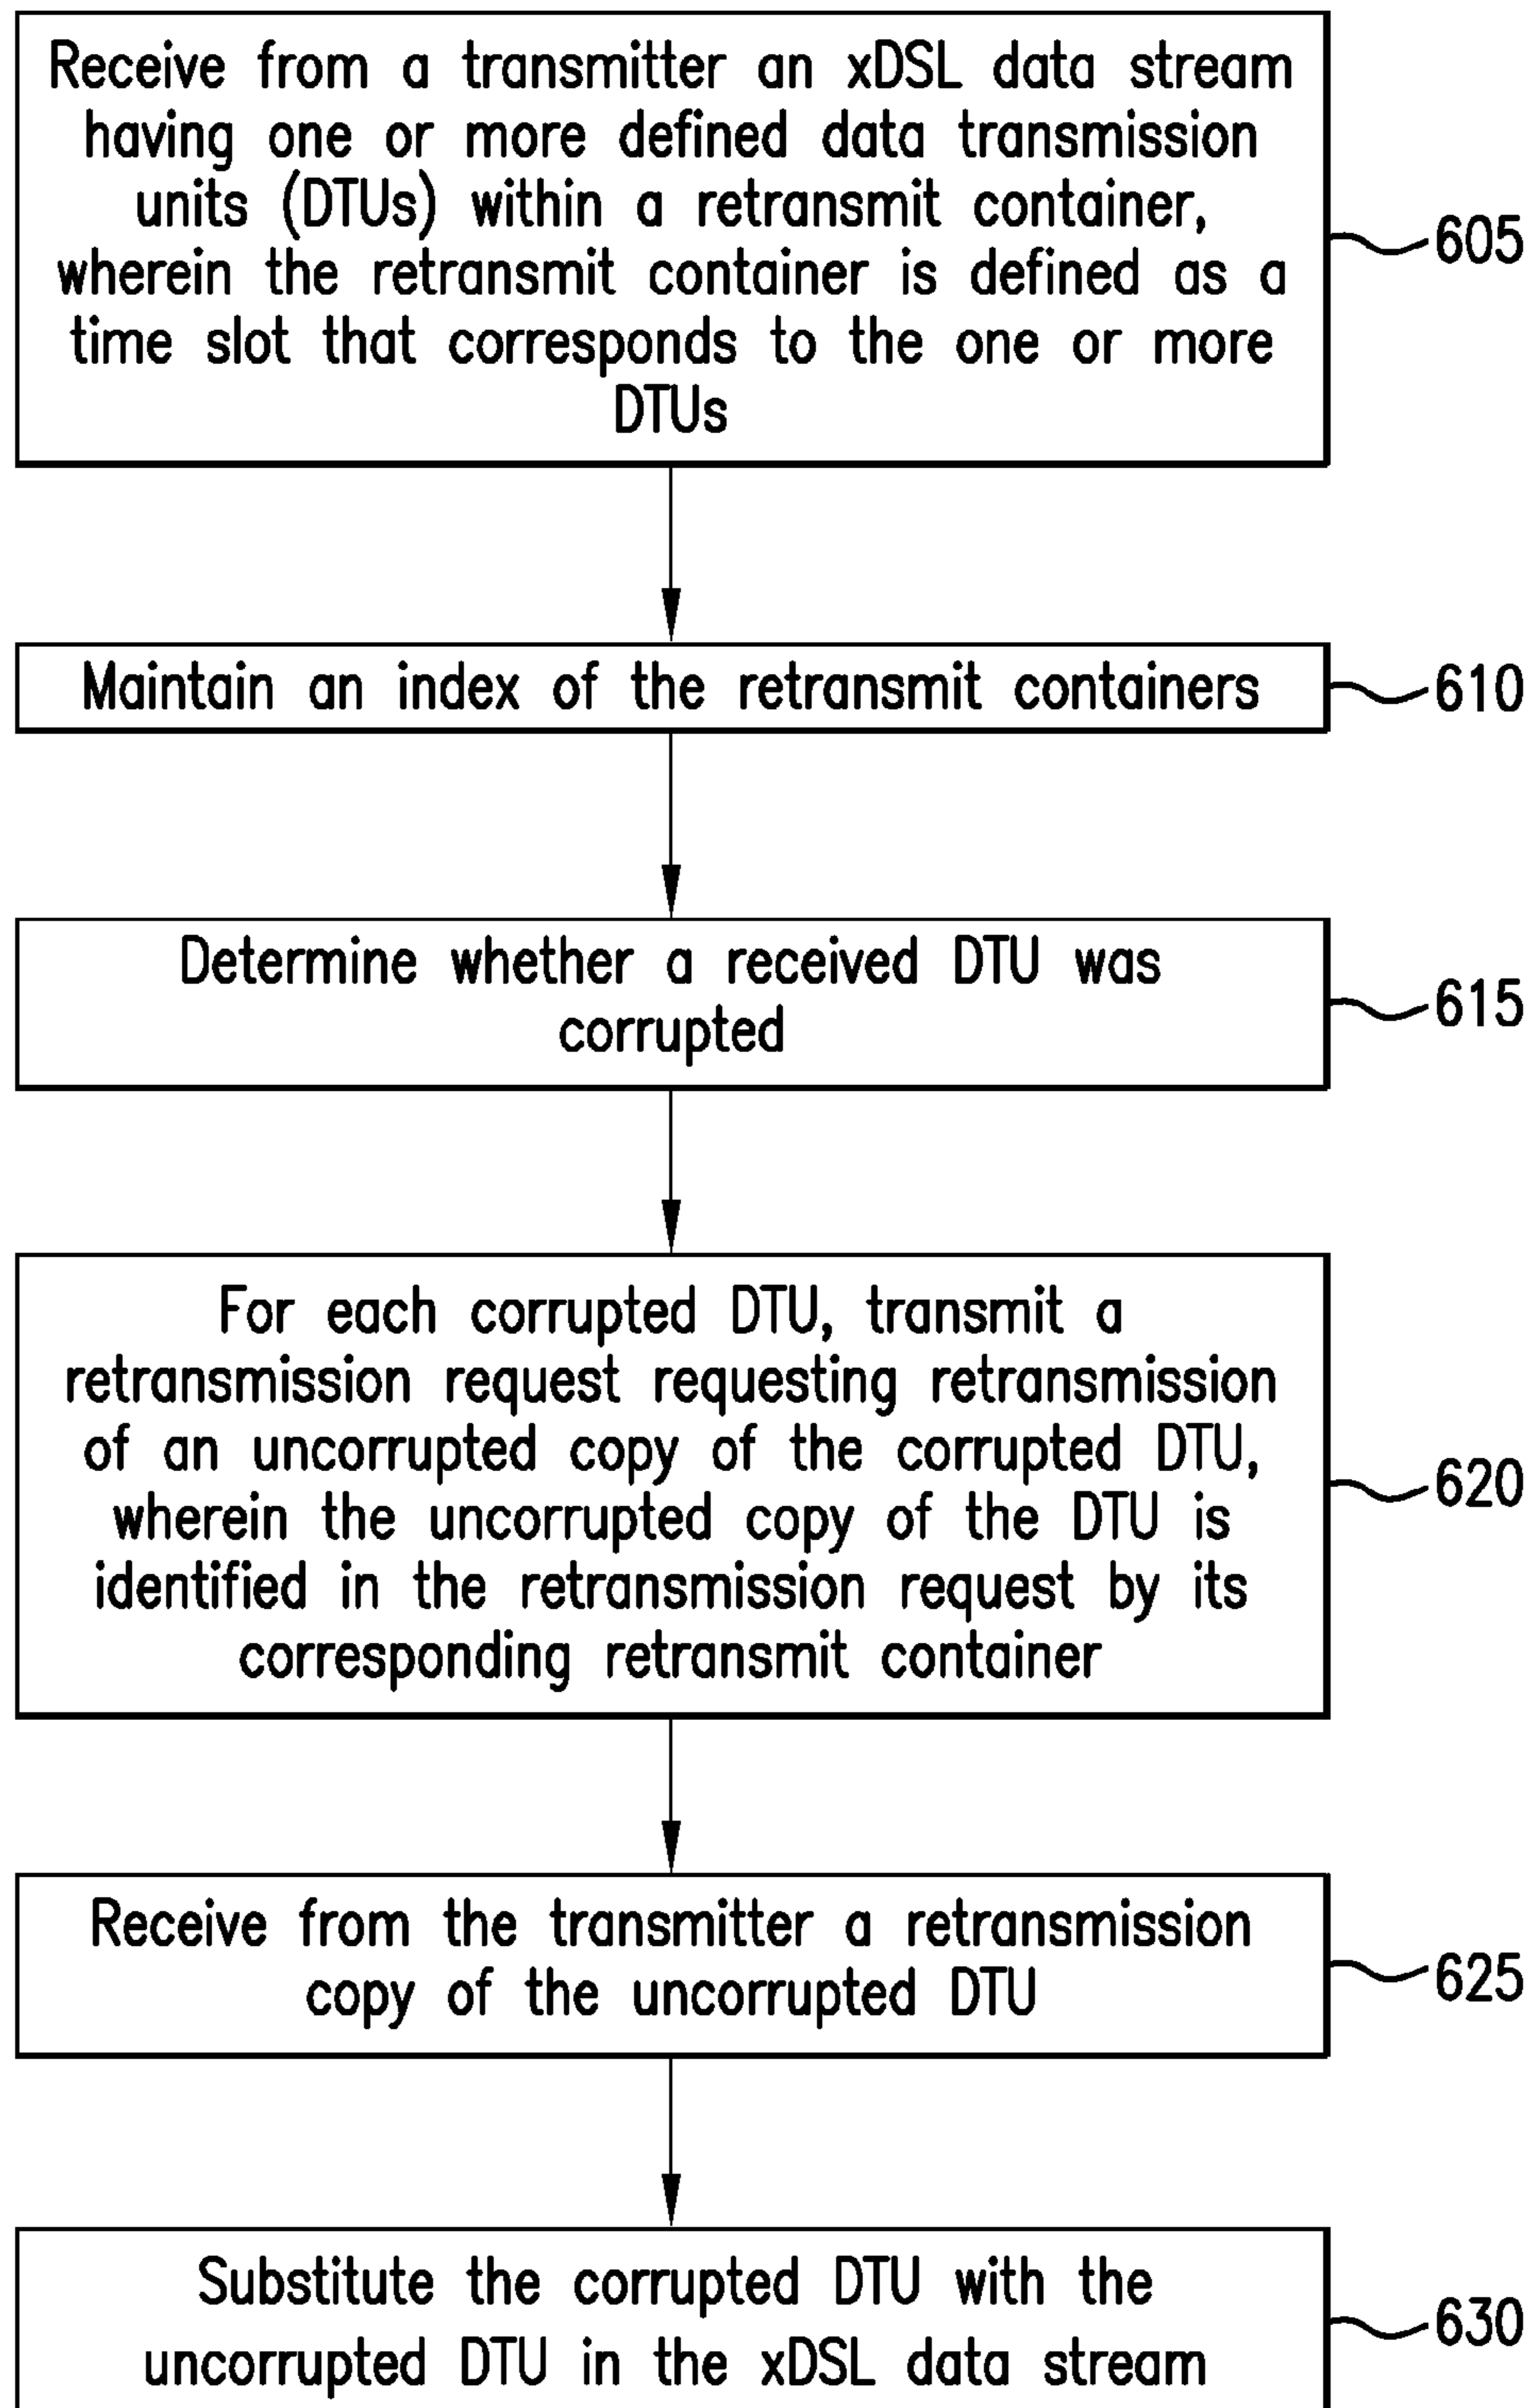 Receive from a transmitter an xDSL data stream
having one or more defined data transmission
units (DTUs) within a retransmit container,
wherein the retransmit container is defined as a
time slot that corresponds to the one or more
DTUs
605
Maintain an index of the retransmit containers
610
Determine whether a received DTU was
corrupted
615
For each corrupted DTU, transmit a
retransmission request requesting retransmission
of an uncorrupted copy of the corrupted DTU,
wherein the uncorrupted copy of the DTU is
identified in the retransmission request by its
corresponding retransmit container
620
Receive from the transmitter a retransmission
copy of the uncorrupted DTU
625
Substitute the corrupted DTU with the
uncorrupted DTU in the xDSL data stream
630